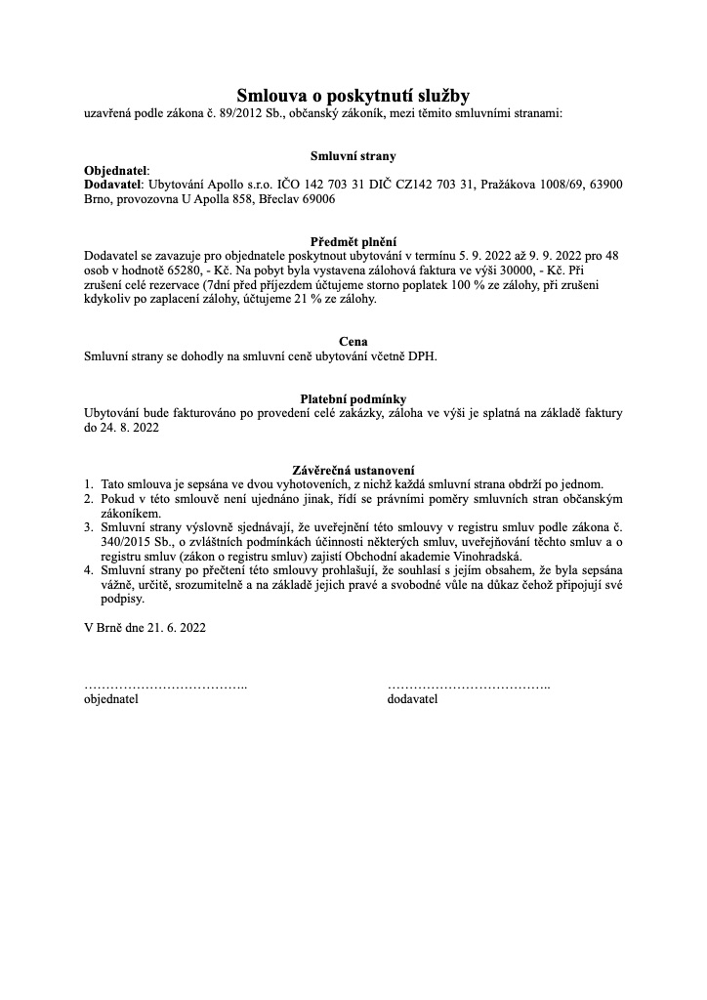 Smlouva o poskytnutí služby
uzavřená podle zákona č. 89/2012 Sb., občanský zákoník, mezi těmito smluvními stranami:
Smluvní strany
Objednatel:
Dodavatel: Ubytování Apollo s.r.o. IČO 142 703 31 DIČ CZ142 703 31, Pražákova 1008/69, 63900
Brno, provozovna U Apolla 858, Břeclav 69006
Předmět plnění
Dodavatel se zavazuje pro objednatele poskytnout ubytování v termínu 5. 9. 2022 až 9. 9. 2022 pro 48
osob v hodnotě 65280, - Kč. Na pobyt byla vystavena zálohová faktura ve výši 30000, - Kč. Při
zrušení celé rezervace (7dní před příjezdem účtujeme storno poplatek 100 % ze zálohy, při zrušeni
kdykoliv po zaplacení zálohy, účtujeme 21 % ze zálohy.
Cena
Smluvní strany se dohodly na smluvní ceně ubytování včetně DPH.
Platební podmínky
Ubytování bude fakturováno po provedení celé zakázky, záloha ve výši je splatná na základě faktury
do 24. 8. 2022
Závěrečná ustanovení
1. Tato smlouva je sepsána ve dvou vyhotoveních, z nichž každá smluvní strana obdrží po jednom.
2. Pokud v této smlouvě není ujednáno jinak, řídí se právními poměry smluvních stran občanským
zákoníkem.
3. Smluvní strany výslovně sjednávají, že uveřejnění této smlouvy v registru smluv podle zákona č.
340/2015 Sb., o zvláštních podmínkách účinnosti některých smluv, uveřejňování těchto smluv a o
registru smluv (zákon o registru smluv) zajistí Obchodní akademie Vinohradská.
4. Smluvní strany po přečtení této smlouvy prohlašují, že souhlasí s jejím obsahem, že byla sepsána
vážně, určitě, srozumitelně a na základě jejich pravé a svobodné vůle na důkaz čehož připojují své
podpisy.
V Brně dne 21. 6. 2022
……………………………….. ………………………………..
objednatel dodavatel